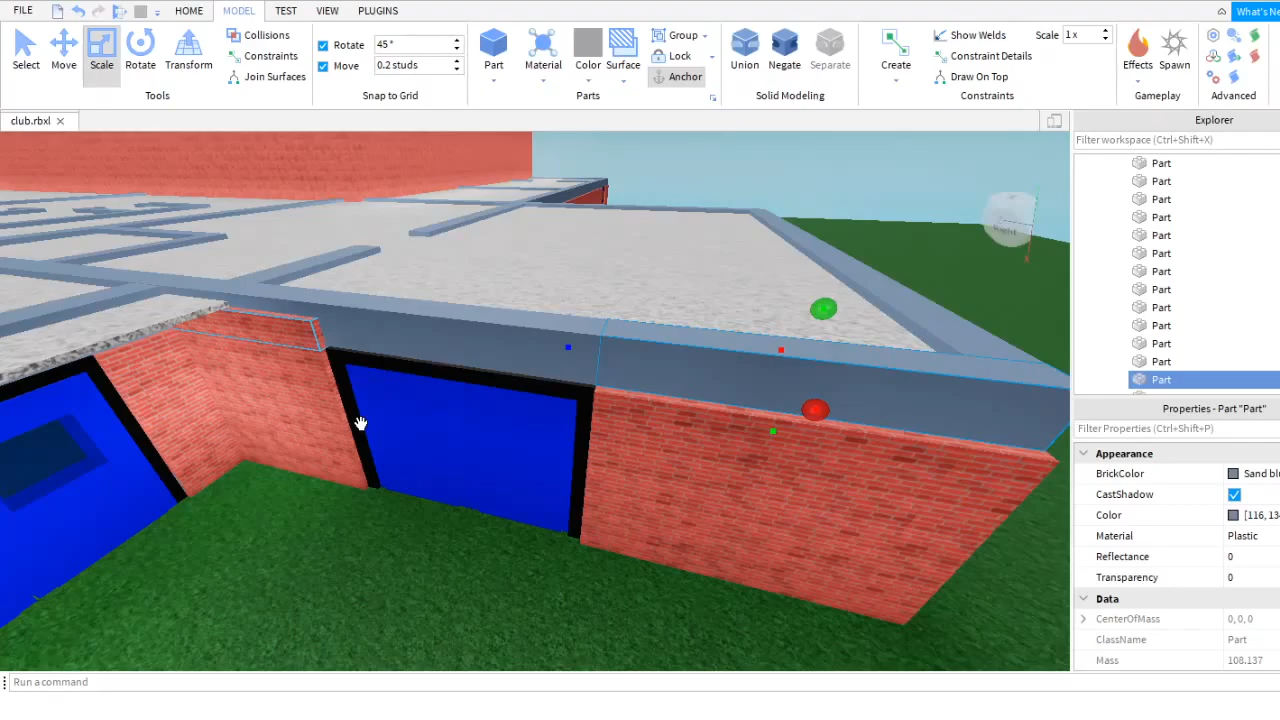 FILE HOME MODEL TEST VIEW PLUGINS What's Ne
Select Move Scale Rotate Transform
Tools
Collisions
Constraints
Join Surfaces
Rotate 45°
Move 0.2 studs
Snap to Grid
Part Material Color Surface
Group
Lock
Anchor
Parts
Union Negate Separate
Solid Modeling
Create
Show Welds Scale 1 x
Constraint Details
Draw On Top
Constraints
Effects Spawn
Gameplay
Advanced
club.rbxl
Explorer
Filter workspace (Ctrl+Shift+X)
Part
Part
Part
Part
Part
Part
Part
Part
Part
Part
Part
Part
Part
Properties - Part "Part"
Filter Properties (Ctrl+Shift+P)
Appearance
BrickColor Sand blu
CastShadow
Color [116, 134
Material Plastic
Reflectance 0
Transparency 0
Data
CenterOfMass 0, 0, 0
ClassName Part
Mass 108.137
Run a command